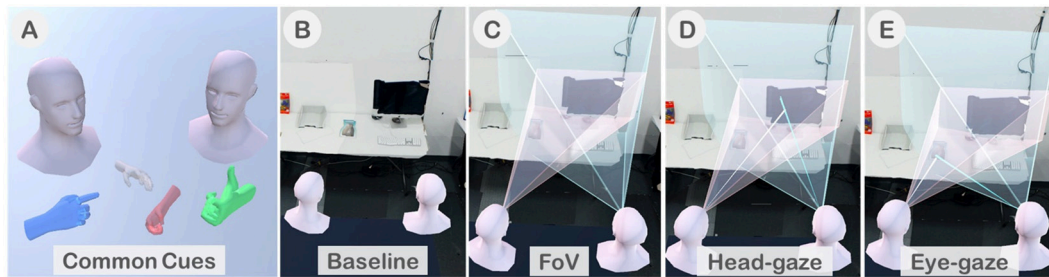 A
Common Cues
B
Baseline
C
FoV
D
Head-gaze
E
Eye-gaze